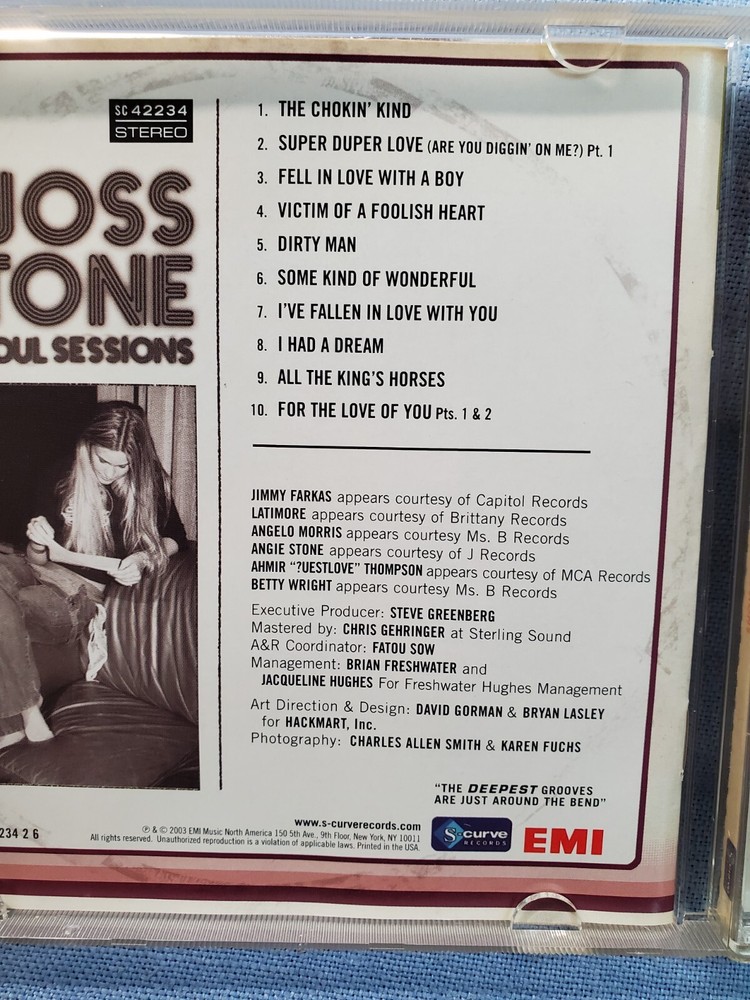 SC 42234
STEREO
JOSS
TONE
OUL SESSIONS
1. THE CHOKIN' KIND
2. SUPER DUPER LOVE (ARE YOU DIGGIN' ON ME?) Pt. 1
3. FELL IN LOVE WITH A BOY
4. VICTIM OF A FOOLISH HEART
5. DIRTY MAN
6. SOME KIND OF WONDERFUL
7. I'VE FALLEN IN LOVE WITH YOU
8. I HAD A DREAM
9. ALL THE KING'S HORSES
10. FOR THE LOVE OF YOU Pts. 1 & 2
JIMMY FARKAS appears courtesy of Capitol Records
LATIMORE appears courtesy of Brittany Records
ANGELO MORRIS appears courtesy Ms. B Records
ANGIE STONE appears courtesy of J Records
AHMIR "?UESTLOVE" THOMPSON appears courtesy of MCA Records
BETTY WRIGHT appears courtesy Ms. B Records
Executive Producer: STEVE GREENBERG
Mastered by: CHRIS GEHRINGER at Sterling Sound
A&R Coordinator: FATOU SOW
Management: BRIAN FRESHWATER and
JACQUELINE HUGHES For Freshwater Hughes Management
Art Direction & Design: DAVID GORMAN & BRYAN LASLEY
for HACKMART, Inc.
Photography: CHARLES ALLEN SMITH & KAREN FUCHS
"THE DEEPEST GROOVES
ARE JUST AROUND THE BEND"
234 2 6
www.s-curverecords.com
℗ & © 2003 EMI Music North America 150 5th Ave., 9th Floor, New York, NY 10011
All rights reserved. Unauthorized reproduction is a violation of applicable laws. Printed in the USA.
S-curve
RECORDS
EMI